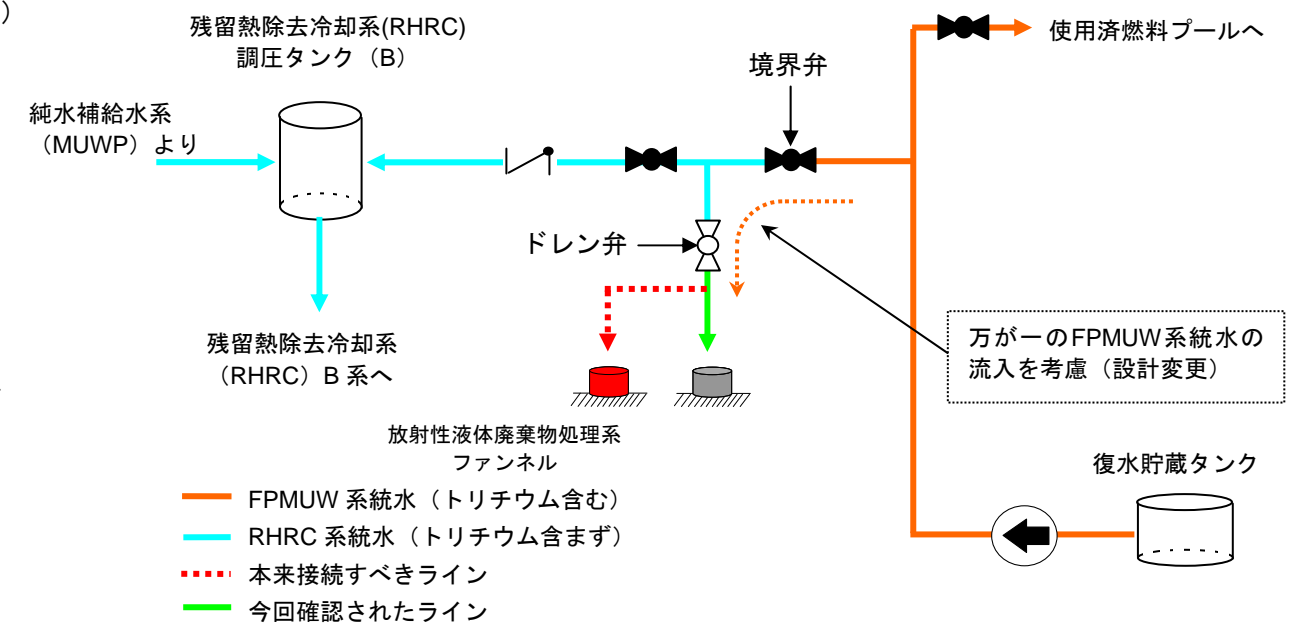 ）
残留熱除去冷却系(RHRC)
調圧タンク（B）
使用済燃料プールへ
境界弁
純水補給水系
（MUWP）より
ドレン弁
残留熱除去冷却系
（RHRC）B 系へ
万が一のFPMUW系統水の
流入を考慮（設計変更）
放射性液体廃棄物処理系
ファンネル
復水貯蔵タンク
FPMUW 系統水（トリチウム含む）
RHRC 系統水（トリチウム含まず）
本来接続すべきライン
今回確認されたライン